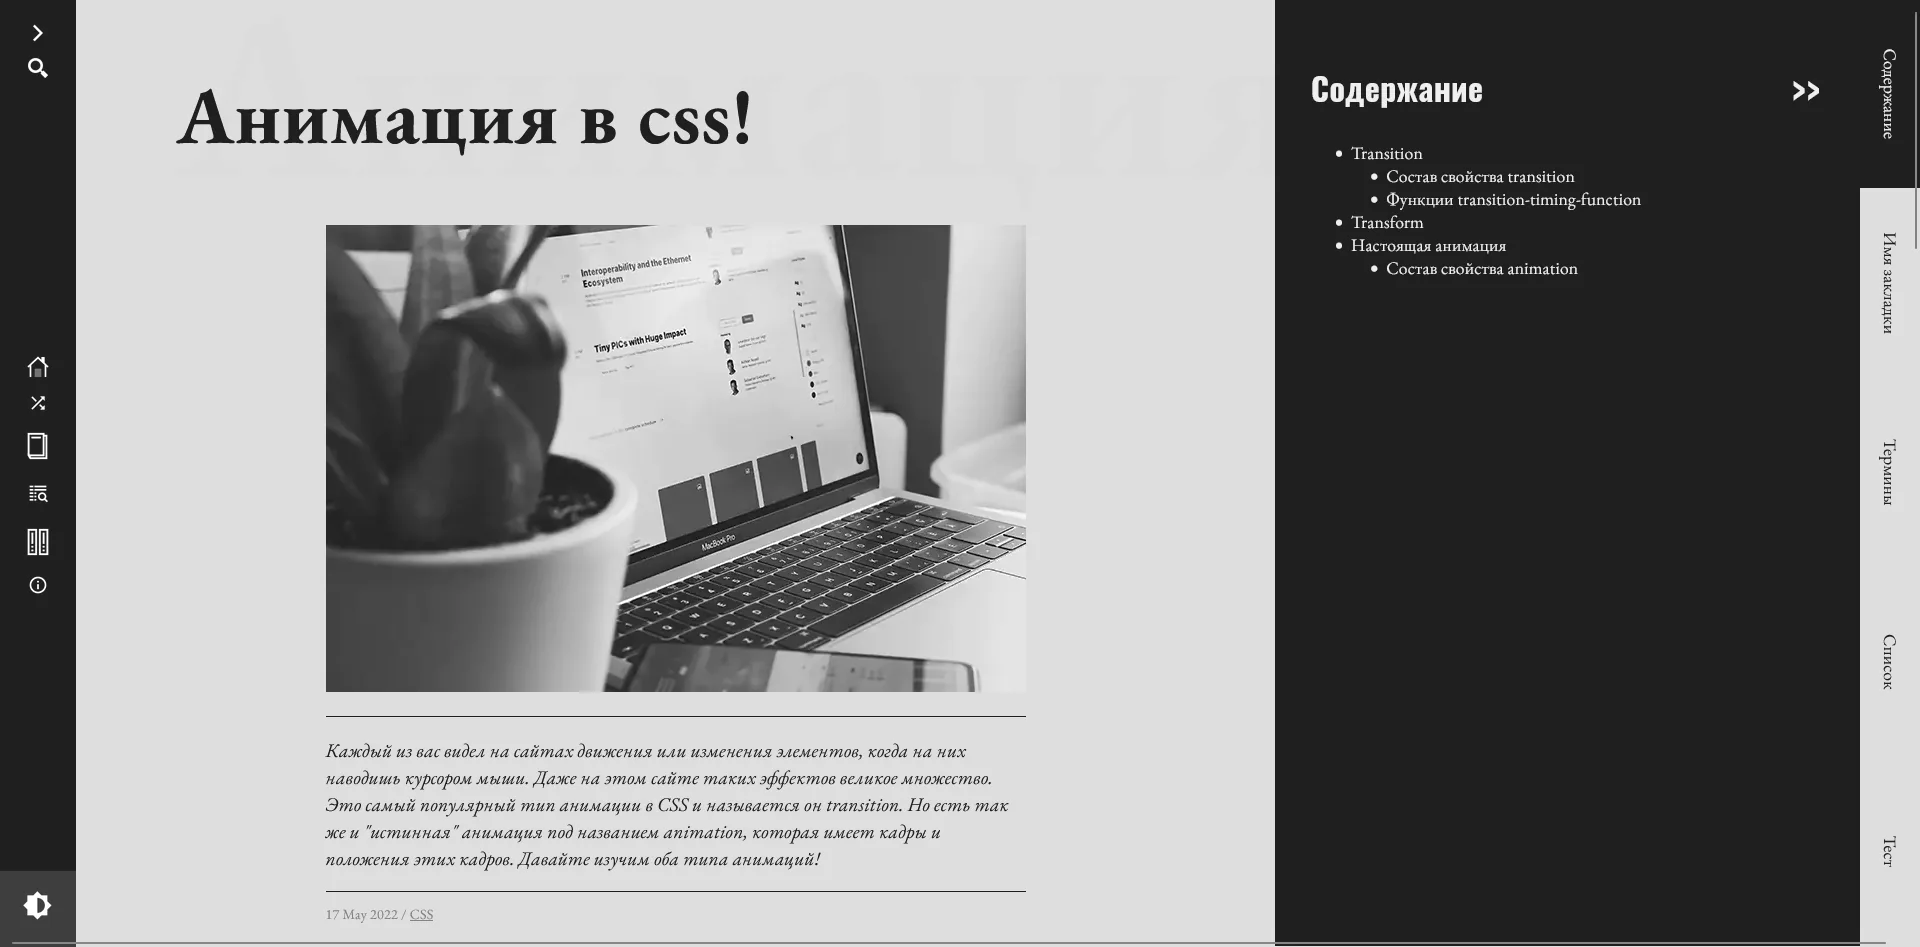 Анимация в css!
Interoperability and the Ethernet
Ecosystem
Tiny PICs with Huge Impact
MacBook Pro
Каждый из вас видел на сайтах движения или изменения элементов, когда на них
наводишь курсором мыши. Даже на этом сайте таких эффектов великое множество.
Это самый популярный тип анимации в CSS и называется он transition. Но есть так
же и "истинная" анимация под названием animation, которая имеет кадры и
положения этих кадров. Давайте изучим оба типа анимаций!
17 May 2022 / CSS
Содержание
Transition
Состав свойства transition
Функции transition-timing-function
Transform
Настоящая анимация
Состав свойства animation
Содержание
Имя закладки
Термины
Список
Тест